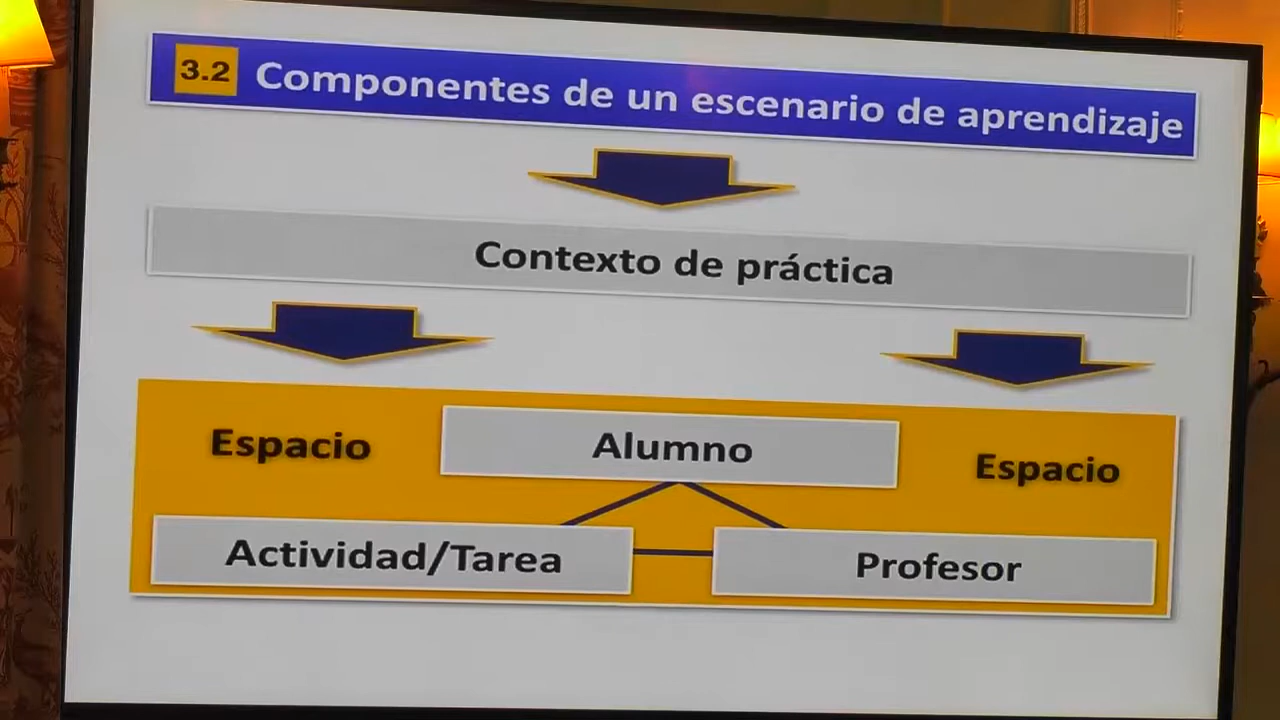 3.2 Componentes de un escenario de aprendizaje
Contexto de práctica
Espacio
Alumno
Espacio
Actividad/Tarea
Profesor